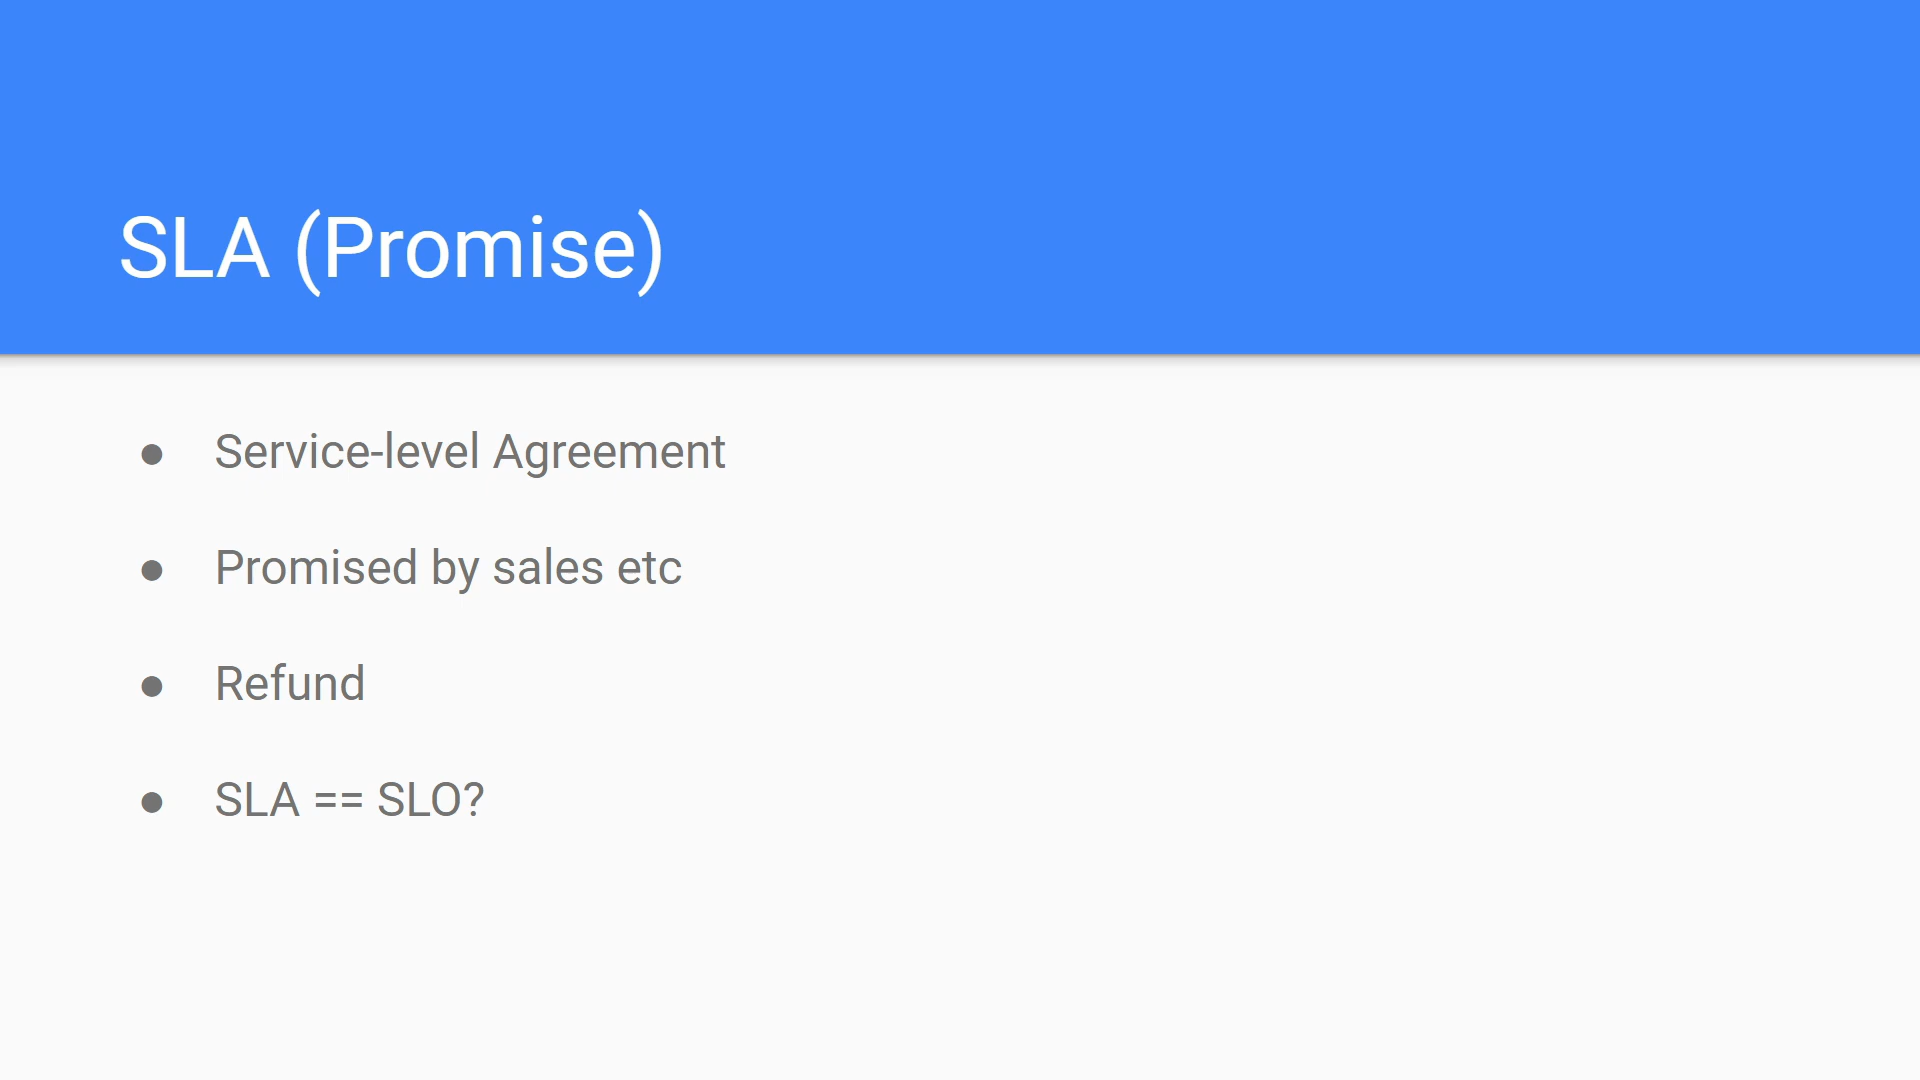 SLA (Promise)
● Service-level Agreement
● Promised by sales etc
● Refund
● SLA == SLO?